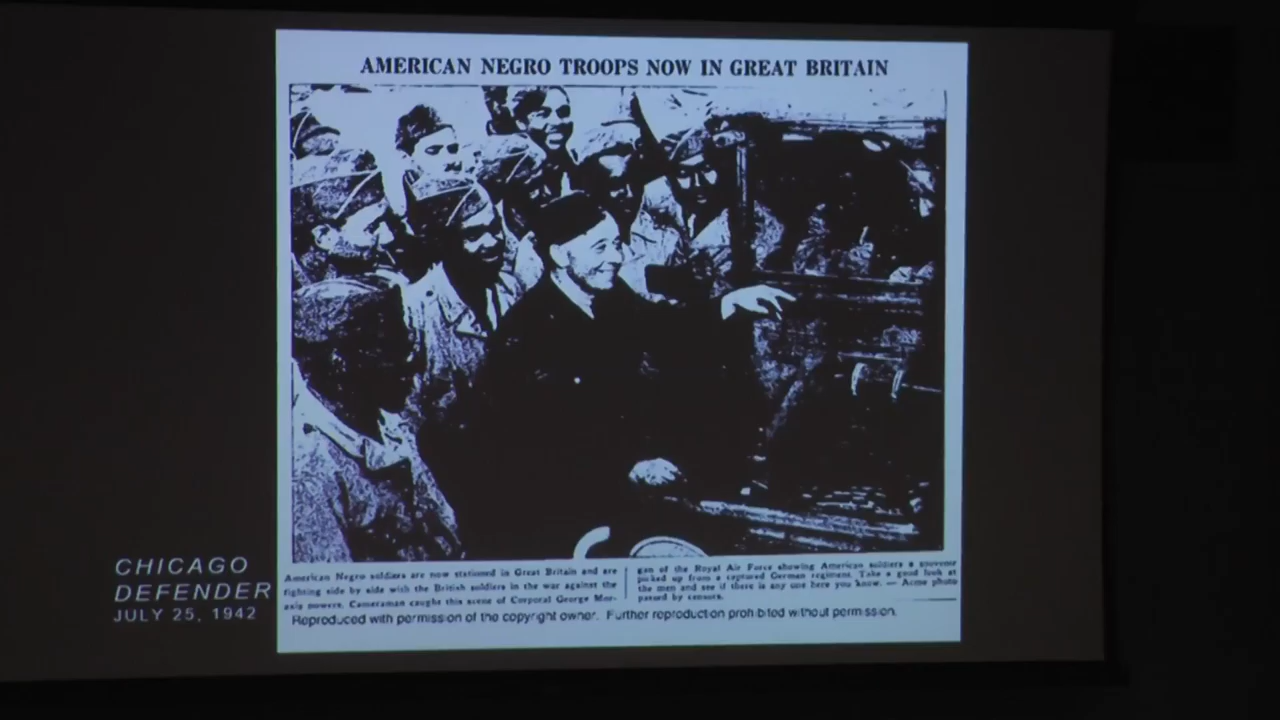 AMERICAN NEGRO TROOPS NOW IN GREAT BRITAIN
American Negro soldiers are now stationed in Great Britain and are
fighting side by side with the British soldiers in the war against the
axis powers. Cameraman caught this scene of Corporal George Mor-
gan of the Royal Air Force showing American soldiers a souvenir
picked up from a captured German regiment. Take a good look at
the men and see if there is any one here you know. — Acme photo
passed by censors.
Reproduced with permission of the copyright owner. Further reproduction prohibited without permission.
CHICAGO
DEFENDER
JULY 25, 1942